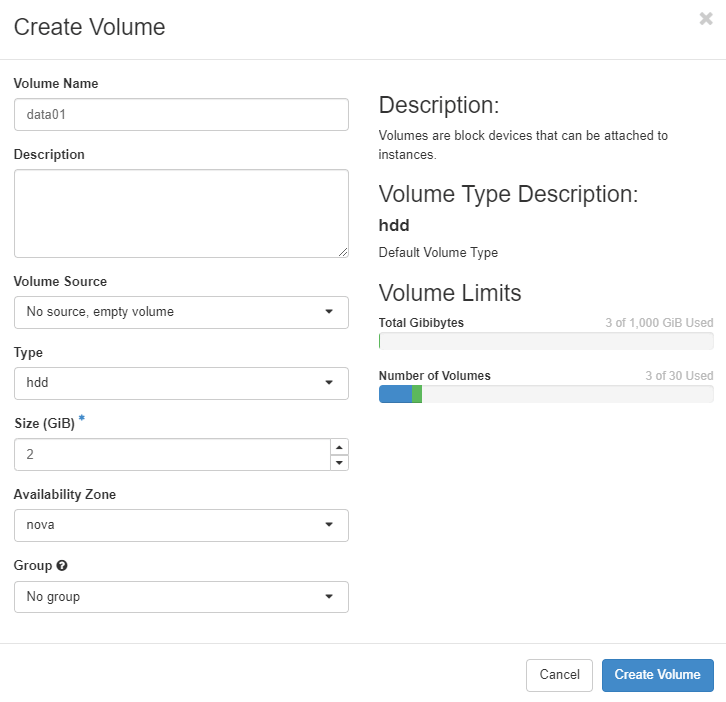 Create Volume
×
Volume Name
data01
Description
Volume Source
No source, empty volume
Type
hdd
Size (GiB) *
2
Availability Zone
nova
Group
No group
Description:
Volumes are block devices that can be attached to
instances.
Volume Type Description:
hdd
Default Volume Type
Volume Limits
Total Gibibytes 3 of 1,000 GiB Used
Number of Volumes 3 of 30 Used
Cancel Create Volume